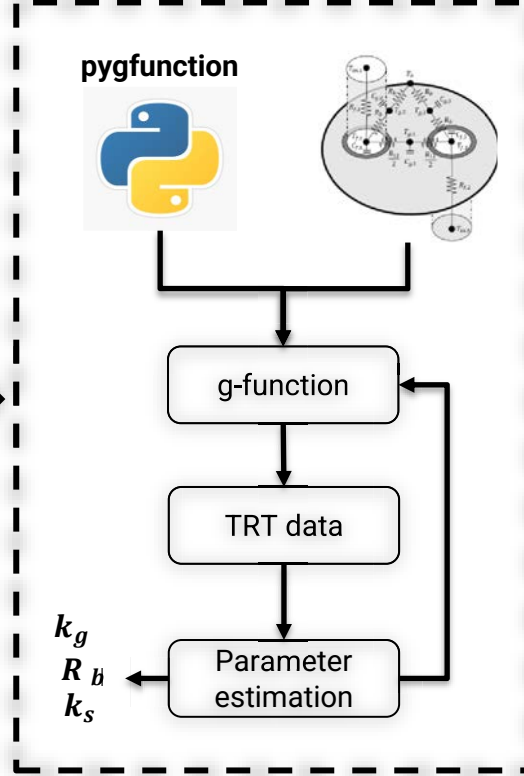 pygfunction
g-function
TRT data
Parameter
estimation
k_g
R_b
k_s